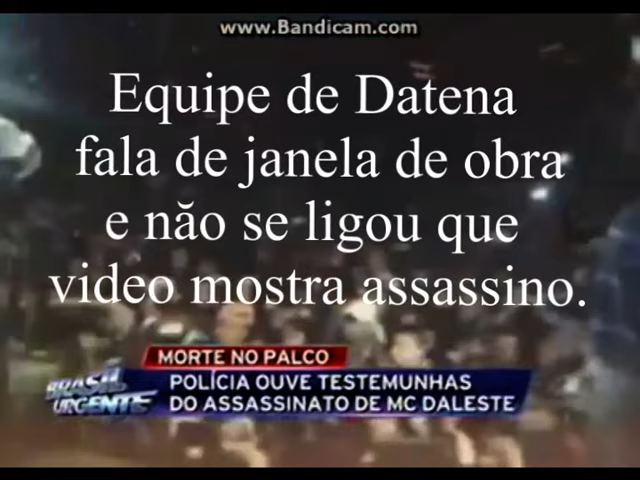 www.Bandicam.com
Equipe de Datena
fala de janela de obra
e não se ligou que
video mostra assassino.
MORTE NO PALCO
BRASIL
URGENTE
POLÍCIA OUVE TESTEMUNHAS
DO ASSASSINATO DE MC DALESTE